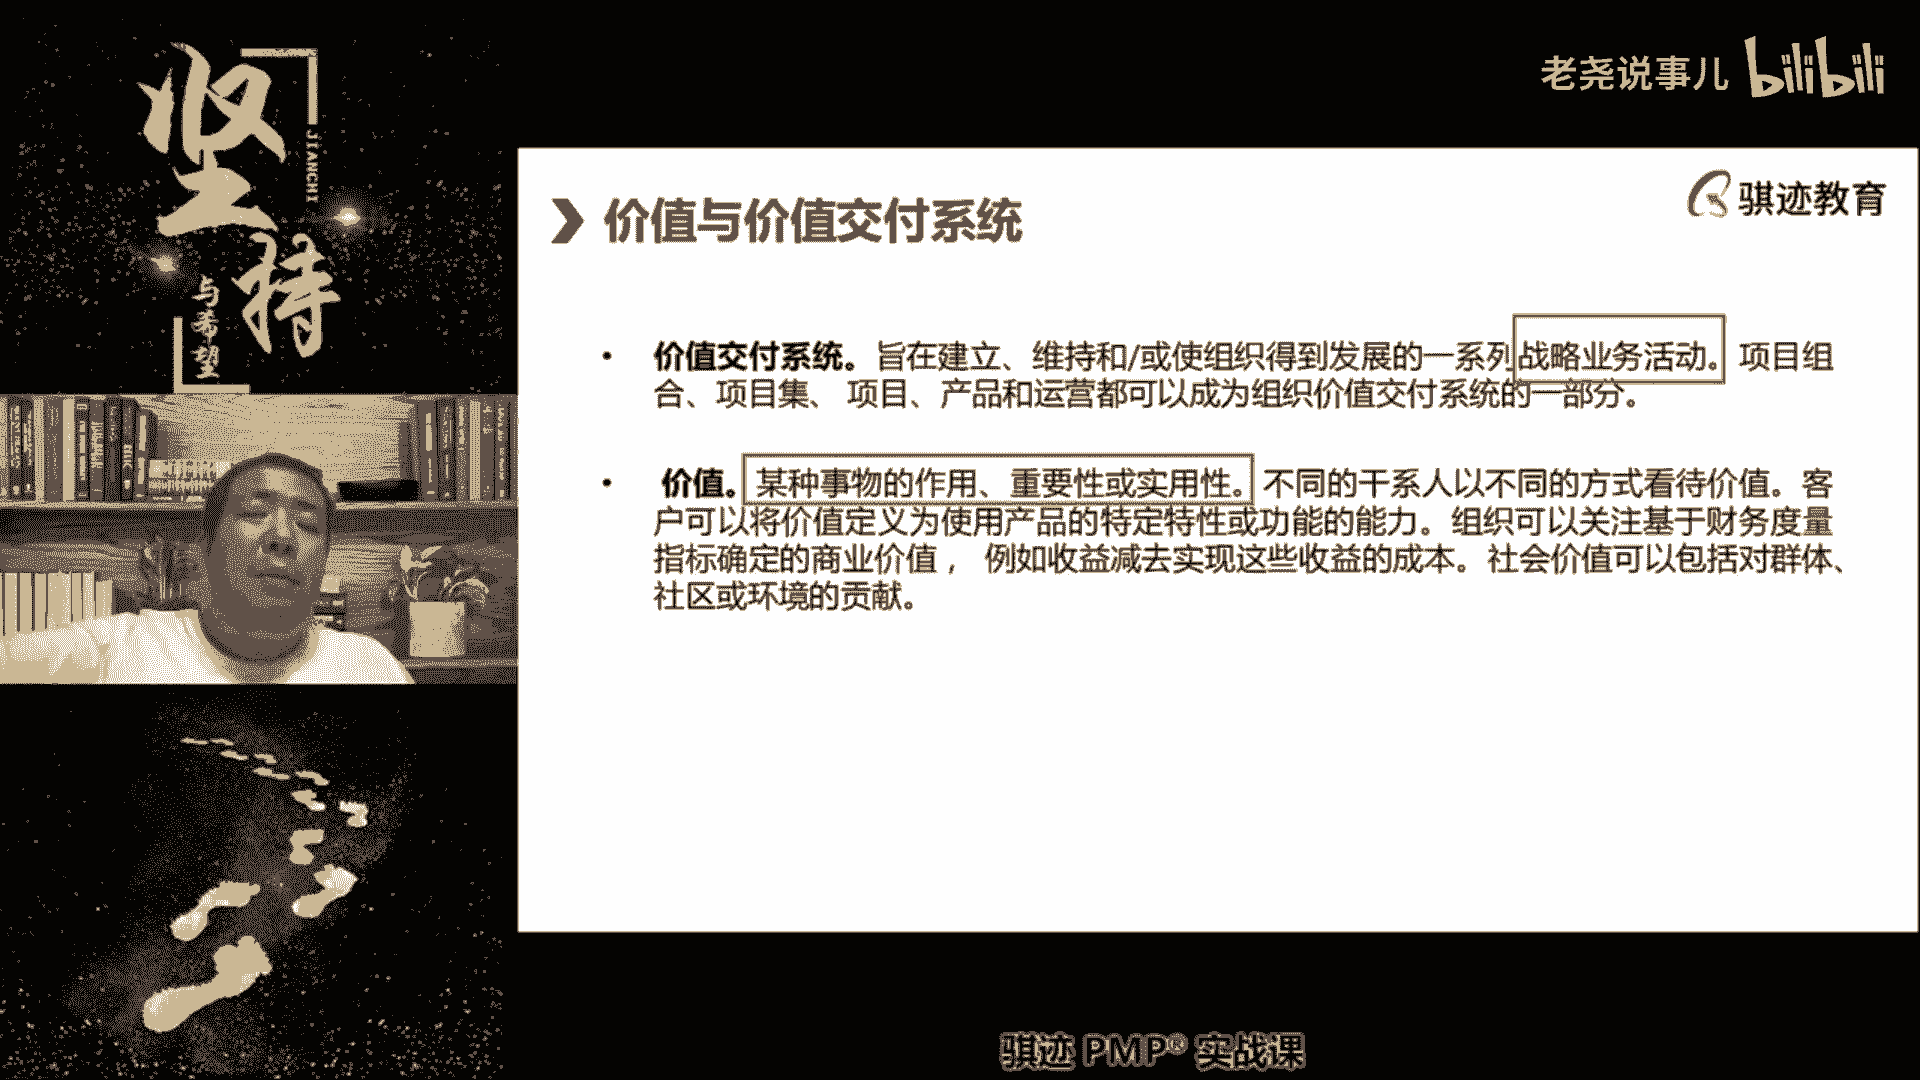 坚持
JIANCHI
与希望
老尧说事儿 bilibili
骐迹教育
价值与价值交付系统
• 价值交付系统。旨在建立、维持和/或使组织得到发展的一系列战略业务活动。 项目组
合、项目集、 项目、产品和运营都可以成为组织价值交付系统的一部分。
• 价值。某种事物的作用、重要性或实用性。不同的干系人以不同的方式看待价值。客
户可以将价值定义为使用产品的特定特性或功能的能力。组织可以关注基于财务度量
指标确定的商业价值， 例如收益减去实现这些收益的成本。社会价值可以包括对群体、
社区或环境的贡献。
骐迹 PMP® 实战课